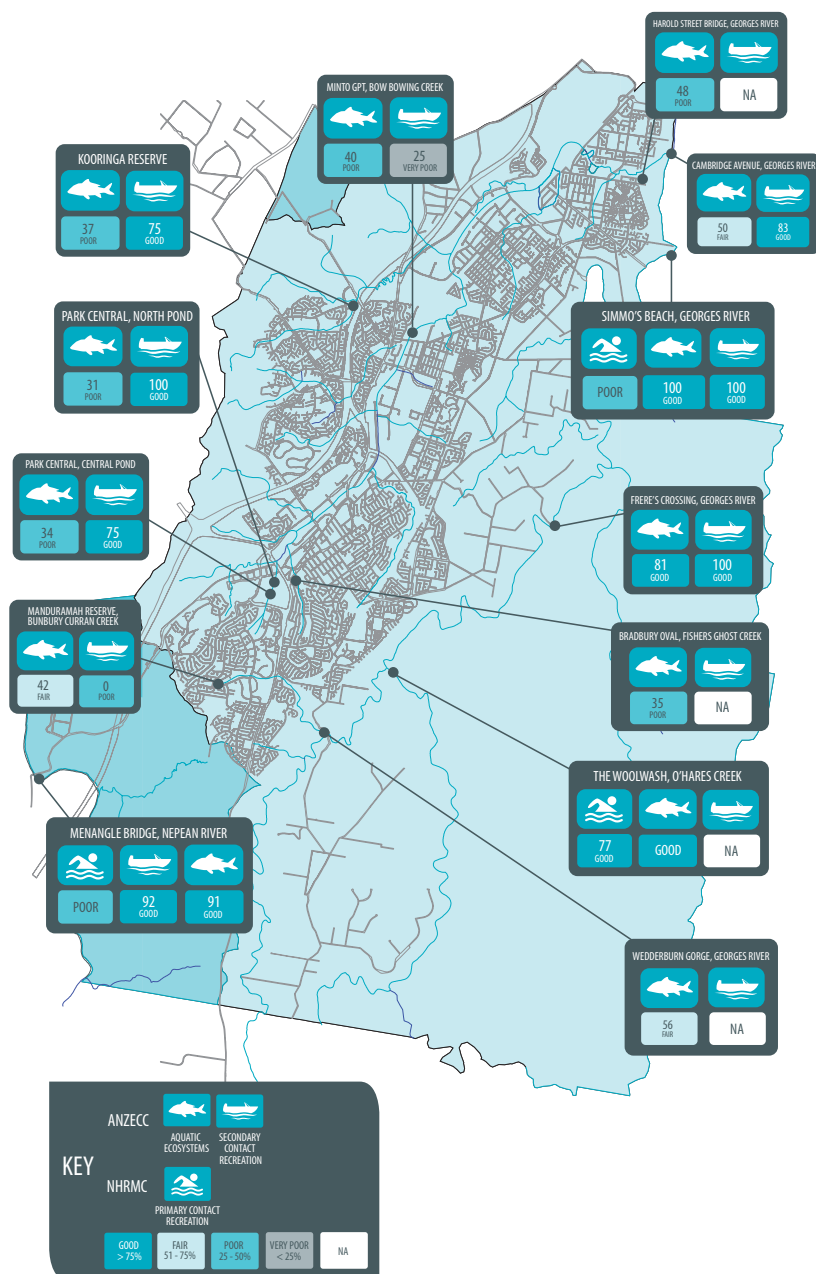 HAROLD STREET BRIDGE, GEORGES RIVER
48
POOR
NA
MINTO GPT, BOW BOWING CREEK
40
POOR
25
VERY POOR
KOORINGA RESERVE
37
POOR
75
GOOD
CAMBRIDGE AVENUE, GEORGES RIVER
50
FAIR
83
GOOD
PARK CENTRAL, NORTH POND
31
POOR
100
GOOD
SIMMO'S BEACH, GEORGES RIVER
POOR
100
GOOD
100
GOOD
PARK CENTRAL, CENTRAL POND
34
POOR
75
GOOD
FRERE'S CROSSING, GEORGES RIVER
81
GOOD
100
GOOD
MANDURAMAH RESERVE,
BUNBURY CURRAN CREEK
42
FAIR
0
POOR
BRADBURY OVAL, FISHERS GHOST CREEK
35
POOR
NA
THE WOOLWASH, O'HARES CREEK
77
GOOD
GOOD
NA
MENANGLE BRIDGE, NEPEAN RIVER
POOR
92
GOOD
91
GOOD
WEDDERBURN GORGE, GEORGES RIVER
56
FAIR
NA
KEY
ANZECC
AQUATIC
ECOSYSTEMS
SECONDARY
CONTACT
RECREATION
NHRMC
PRIMARY CONTACT
RECREATION
GOOD
> 75%
FAIR
51 - 75%
POOR
25 - 50%
VERY POOR
< 25%
NA